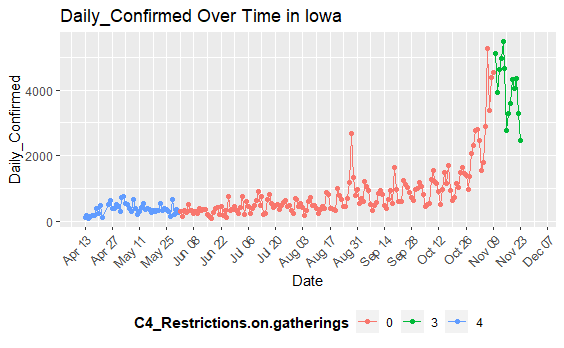 Daily_Confirmed Over Time in Iowa
Daily_Confirmed
4000
2000
0
Apr 13
Apr 27
May 11
May 25
Jun 08
Jun 22
Jul 06
Jul 20
Aug 03
Aug 17
Aug 31
Sep 14
Sep 28
Oct 12
Oct 26
Nov 09
Nov 23
Dec 07
Date
C4_Restrictions.on.gatherings 0 3 4